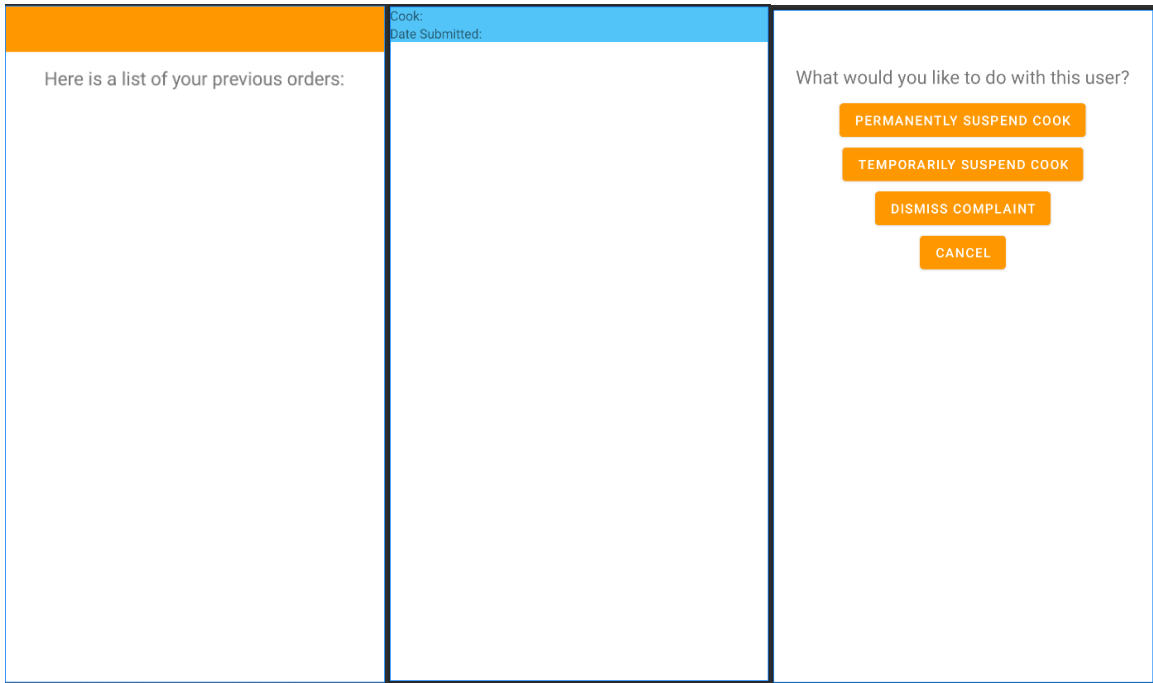 Here is a list of your previous orders:
Cook:
Date Submitted:
What would you like to do with this user?
PERMANENTLY SUSPEND COOK
TEMPORARILY SUSPEND COOK
DISMISS COMPLAINT
CANCEL